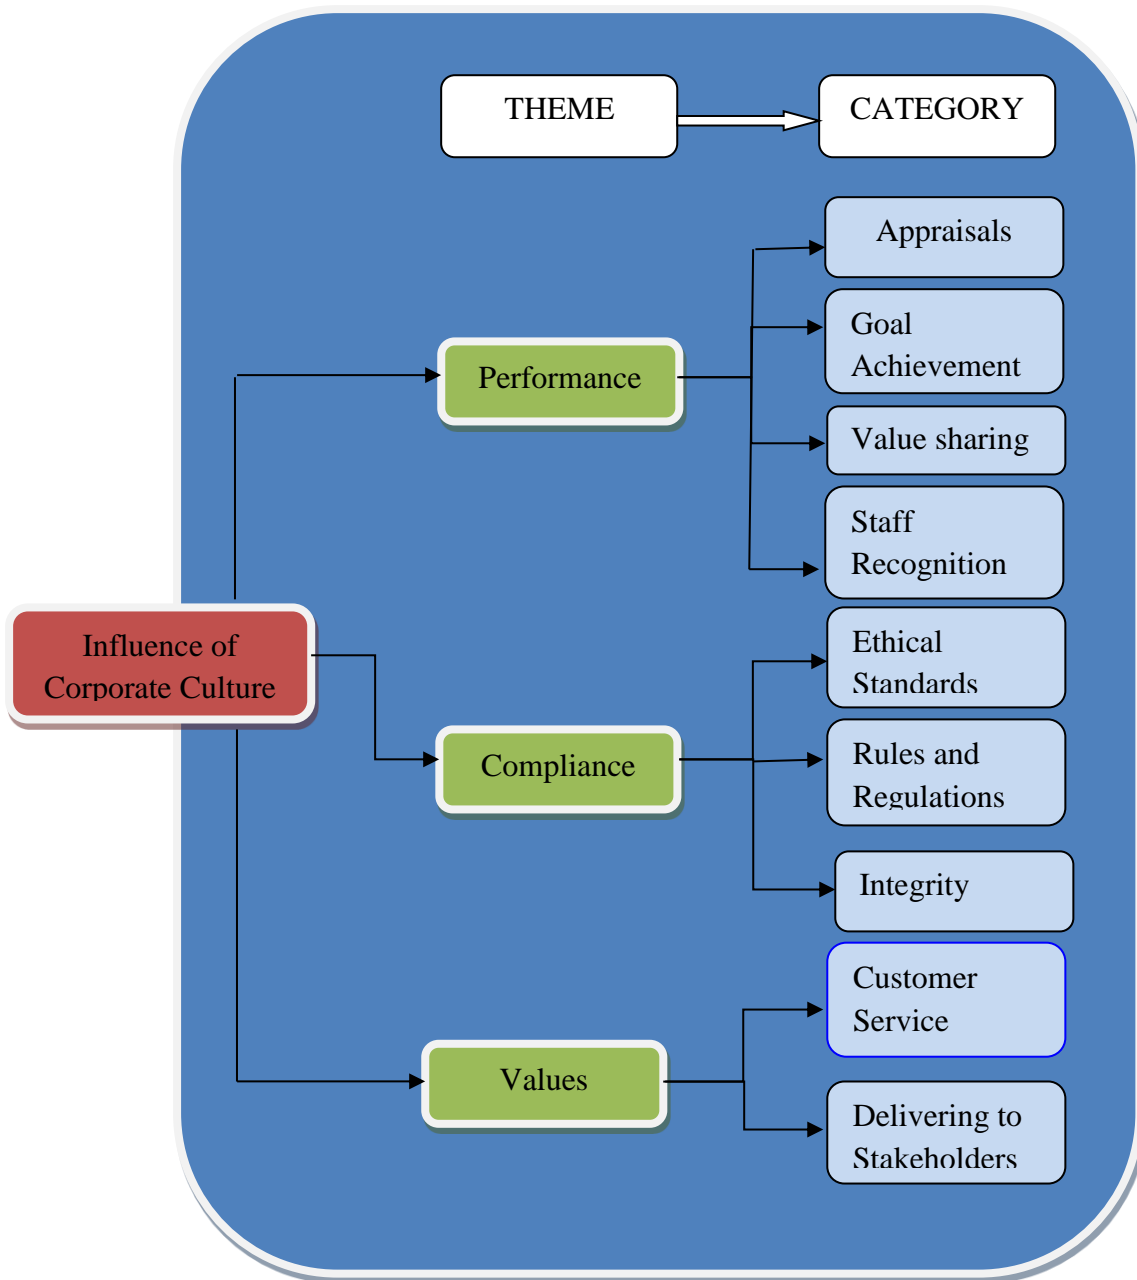 THEME
CATEGORY
Appraisals
Goal
Achievement
Performance
Value sharing
Staff
Recognition
Influence of
Corporate Culture
Ethical
Standards
Compliance
Rules and
Regulations
Integrity
Customer
Service
Values
Delivering to
Stakeholders